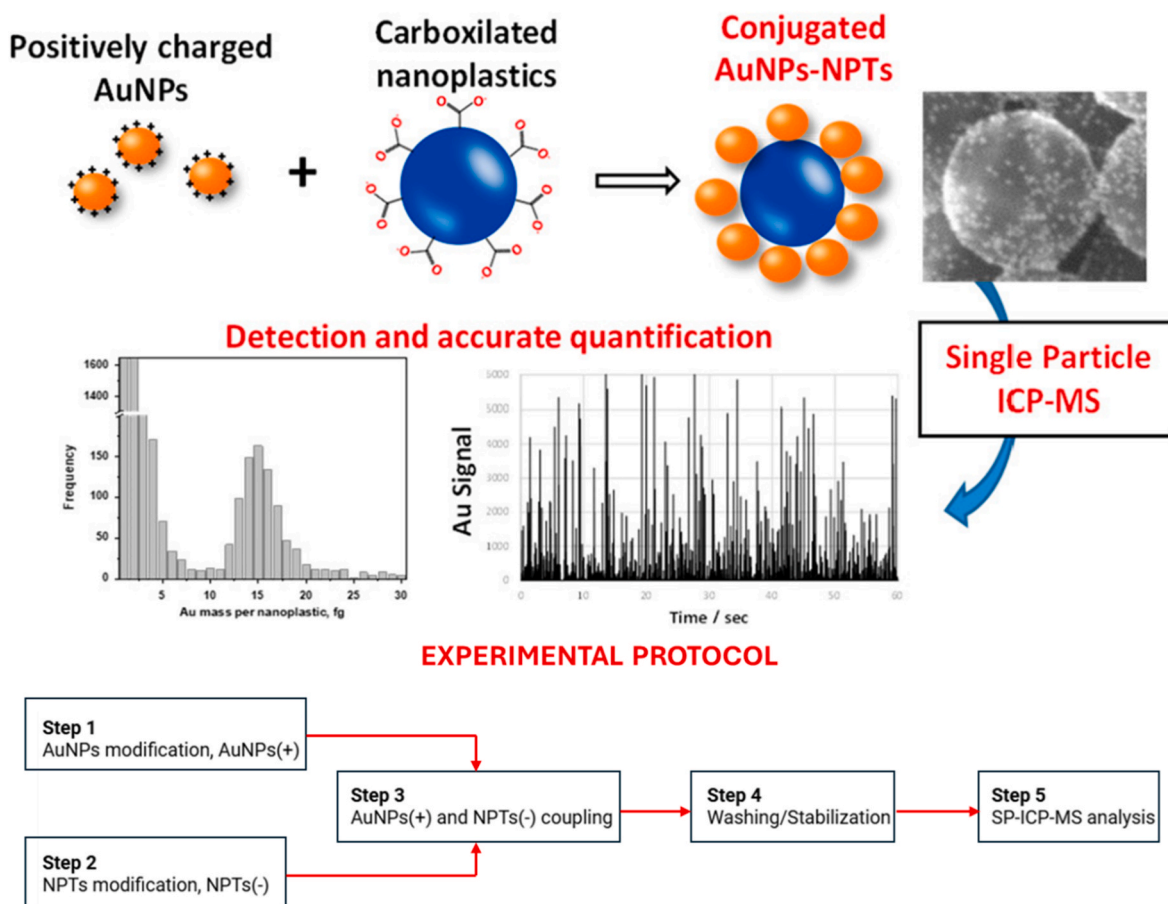 Positively charged
AuNPs
+
Carboxilated
nanoplastics
Conjugated
AuNPs-NPTs
Detection and accurate quantification
Single Particle
ICP-MS
1600
1400
150
100
50
0
Frequency
5
10
15
20
25
30
Au mass per nanoplastic, fg
5000
5000
4000
3000
2000
1000
0
Au Signal
0
10
20
30
40
50
60
Time / sec
EXPERIMENTAL PROTOCOL
Step 1
AuNPs modification, AuNPs(+)
Step 2
NPTs modification, NPTs(-)
Step 3
AuNPs(+) and NPTs(-) coupling
Step 4
Washing/Stabilization
Step 5
SP-ICP-MS analysis